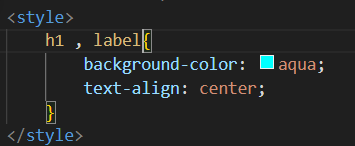 <style>
h1 , label{
background-color: aqua;
text-align: center;
}
</style>